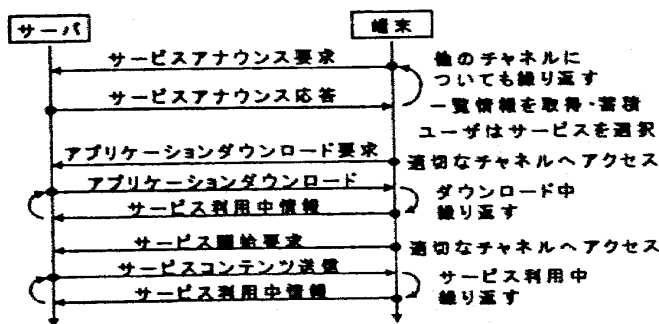 サーバ
端末
サービスアナウンス要求
他のチャネルに
ついても繰り返す
サービスアナウンス応答
一覧情報を取得・蓄積
ユーザはサービスを選択
アプリケーションダウンロード要求
適切なチャネルへアクセス
アプリケーションダウンロード
ダウンロード中
繰り返す
サービス利用中情報
サービス開始要求
適切なチャネルへアクセス
サービスコンテンツ送信
サービス利用中
繰り返す
サービス利用中情報